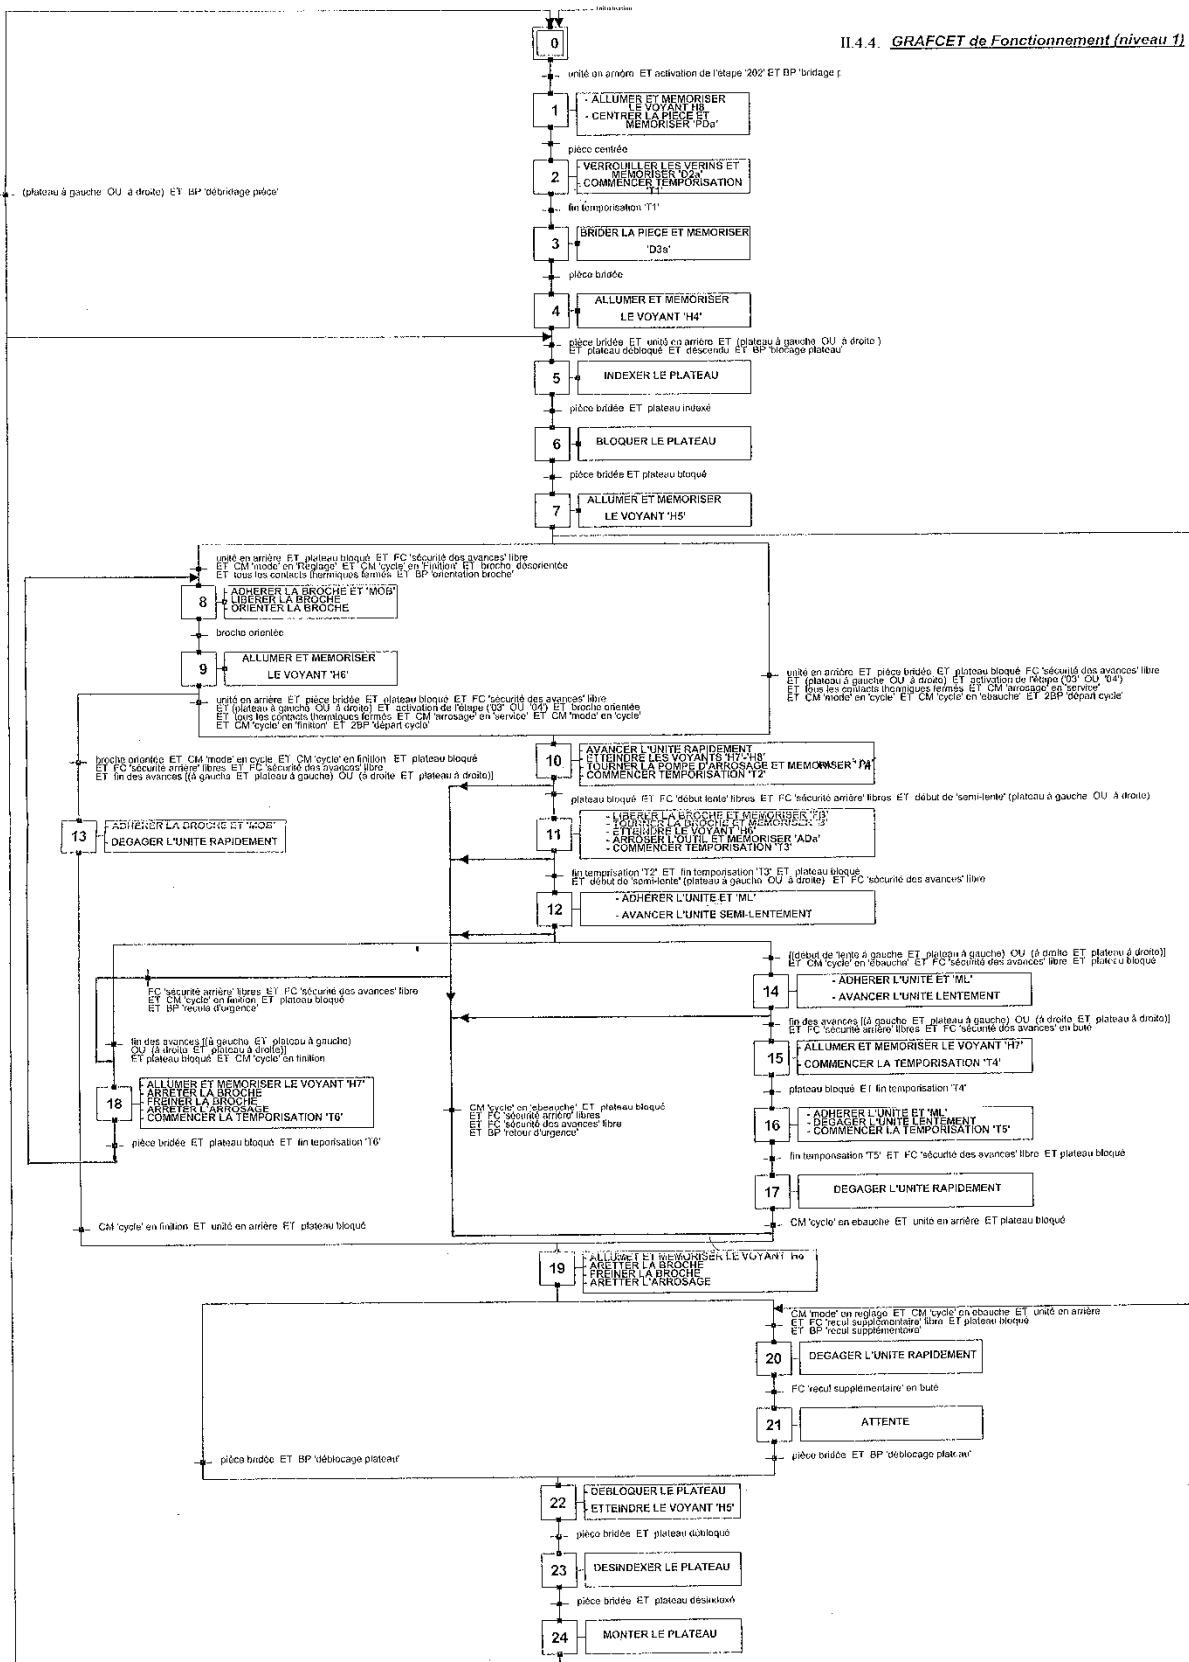 Initialisation
II.4.4. GRAFCET de Fonctionnement (niveau 1)
0
unité en arrière ET activation de l'étape '202' ET BP 'bridage p
1
- ALLUMER ET MEMORISER
LE VOYANT H8
- CENTRER LA PIECE ET
MEMORISER 'PDa'
pièce centrée
2
- VERROUILLER LES VERINS ET
MEMORISER 'D2a'
- COMMENCER TEMPORISATION
'T1'
(plateau à gauche OU à droite) ET BP 'débridage pièce'
fin temporisation 'T1'
3
BRIDER LA PIECE ET MEMORISER
'D3a'
pièce bridée
4
ALLUMER ET MEMORISER
LE VOYANT 'H4'
pièce bridée ET unité en arrière ET (plateau à gauche OU à droite )
ET plateau débloqué ET déscendu ET BP 'blocage plateau'
5
INDEXER LE PLATEAU
pièce bridée ET plateau indexé
6
BLOQUER LE PLATEAU
pièce bridée ET plateau bloqué
7
ALLUMER ET MEMORISER
LE VOYANT 'H5'
unité en arrière ET plateau bloqué ET FC 'sécurité des avances' libre
ET CM 'mode' en 'Réglage' ET CM 'cycle' en 'Finition' ET broche désorientée
ET tous les contacts thermiques fermés ET BP 'orientation broche'
8
- ADHERER LA BROCHE ET 'MOB'
- LIBERER LA BROCHE
- ORIENTER LA BROCHE
broche orientée
9
ALLUMER ET MEMORISER
LE VOYANT 'H6'
unité en arrière ET pièce bridée ET plateau bloqué FC 'sécurité des avances' libre
ET (plateau à gauche OU à droite) ET activation de l'étape ('03' OU '04')
ET tous les contacts thermiques fermés ET CM 'arrosage' en 'service'
ET CM 'mode' en 'cycle' ET CM 'cycle' en 'ebauche' ET 2BP 'départ cycle
unité en arrière ET pièce bridée ET plateau bloqué ET FC 'sécurité des avances' libre
ET (plateau à gauche OU à droite) ET activation de l'étape ('03' OU '04') ET broche orientée
ET tous les contacts thermiques fermés ET CM 'arrosage' en 'service' ET CM 'mode' en 'cycle'
ET CM 'cycle' en 'finition' ET 2BP 'départ cycle'
10
- AVANCER L'UNITE RAPIDEMENT
- ETTEINDRE LES VOYANTS 'H7'-'H8'
- TOURNER LA POMPE D'ARROSAGE ET MEMORISER 'PA'
- COMMENCER TEMPORISATION 'T2'
broche orientée ET CM 'mode' en cycle ET CM 'cycle' en finition ET plateau bloqué
ET FC 'sécurité arrière' libres ET FC 'sécurité des avances' libre
ET fin des avances [(à gauche ET plateau à gauche) OU (à droite ET plateau à droite)]
plateau bloqué ET FC 'début lente' libres ET FC 'sécurité arrière' libres ET début de 'semi-lente' (plateau à gauche OU à droite)
13
- ADHERER LA BROCHE ET 'MOB'
- DEGAGER L'UNITE RAPIDEMENT
11
- LIBERER LA BROCHE ET MEMORISER
- TOURNER LA BROCHE ET MEMORISER
- ETTEINDRE LE VOYANT 'H6'
- ARROSER L'OUTIL ET MEMORISER 'ADa'
- COMMENCER TEMPORISATION 'T3'
fin temprisation 'T2' ET fin temporisation 'T3' ET plateau bloqué
ET début de 'semi-lente' (plateau à gauche OU à droite) ET FC 'sécurité des avances' libre
12
- ADHERER L'UNITE ET 'ML'
- AVANCER L'UNITE SEMI-LENTEMENT
[(début de 'lente à gauche ET plateau à gauche) OU (à droite ET plateau à droite)]
ET CM 'cycle' en 'ébauche' ET FC 'sécurité des avances' libre ET plateau bloqué
14
- ADHERER L'UNITE ET 'ML'
- AVANCER L'UNITE LENTEMENT
FC 'sécurité arrière' libres ET FC 'sécurité des avances' libre
ET CM 'cycle' en finition ET plateau bloqué
ET BP 'recule d'urgence'
fin des avances [(à gauche ET plateau à gauche) OU (à droite ET plateau à droite)]
ET FC 'sécurité arrière' libres ET FC 'sécurité des avances' en buté
fin des avances [(à gauche ET plateau à gauche)
OU (à droite ET plateau à droite)]
ET plateau bloqué ET CM 'cycle' en finition
15
- ALLUMER ET MEMORISER LE VOYANT 'H7'
- COMMENCER LA TEMPORISATION 'T4'
plateau bloqué ET fin temporisation 'T4'
18
- ALLUMER ET MEMORISER LE VOYANT 'H7'
- ARRETER LA BROCHE
- FREINER LA BROCHE
- ARRETER L'ARROSAGE
- COMMENCER LA TEMPORISATION 'T6'
CM 'cycle' en 'ebeauche' ET plateau bloqué
ET FC 'sécurité arrière' libres
ET FC 'sécurité des avances' libre
ET BP 'retour d'urgence'
16
- ADHERER L'UNITE ET 'ML'
- DEGAGER L'UNITE LENTEMENT
- COMMENCER LA TEMPORISATION 'T5'
pièce bridée ET plateau bloqué ET fin teporisation 'T6'
fin temporisation 'T5' ET FC 'sécurité des avances' libre ET plateau bloqué
17
DEGAGER L'UNITE RAPIDEMENT
CM 'cycle' en finition ET unité en arrière ET plateau bloqué
CM 'cycle' en ebauche ET unité en arrière ET plateau bloqué
19
- ALLUMET ET MEMORISER LE VOYANT
- ARETTER LA BROCHE
- FREINER LA BROCHE
- ARETTER L'ARROSAGE
CM 'mode' en reglage ET CM 'cycle' en ebauche ET unité en arrière
ET FC 'recul supplémentaire' libre ET plateau bloqué
ET BP 'recul supplémentaire'
20
DEGAGER L'UNITE RAPIDEMENT
FC 'recul supplémentaire' en buté
21
ATTENTE
pièce bridée ET BP 'déblocage plateau'
pièce bridée ET BP 'déblocage plateau'
22
- DEBLOQUER LE PLATEAU
- ETTEINDRE LE VOYANT 'H5'
pièce bridée ET plateau débloqué
23
DESINDEXER LE PLATEAU
pièce bridée ET plateau désindexé
24
MONTER LE PLATEAU